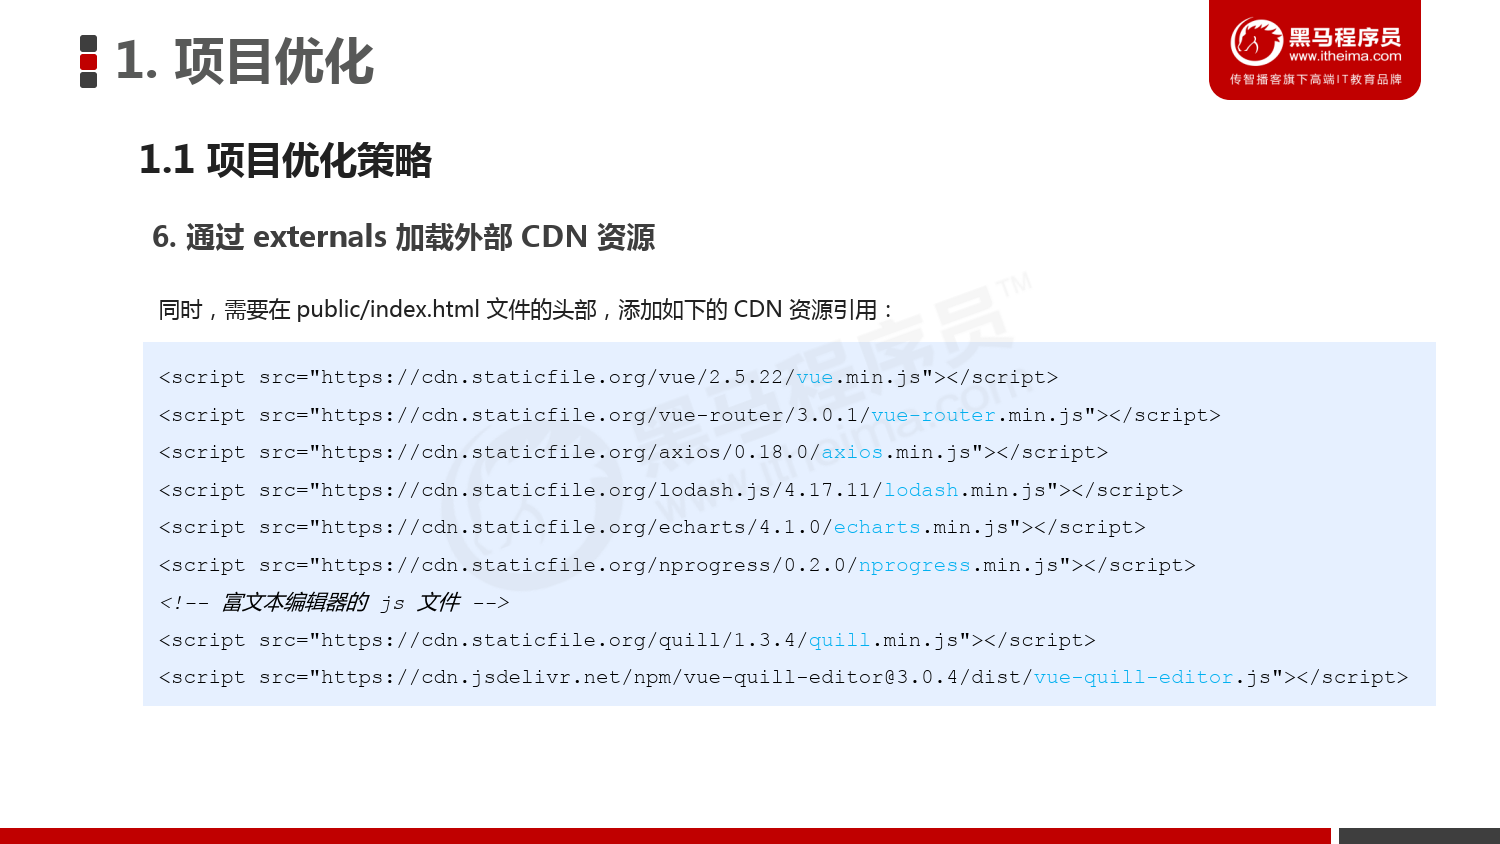 1. 项目优化
黑马程序员
www.itheima.com
传智播客旗下高端IT教育品牌
1.1 项目优化策略
6. 通过 externals 加载外部 CDN 资源
同时，需要在 public/index.html 文件的头部，添加如下的 CDN 资源引用：
<script src="https://cdn.staticfile.org/vue/2.5.22/vue.min.js"></script>
<script src="https://cdn.staticfile.org/vue-router/3.0.1/vue-router.min.js"></script>
<script src="https://cdn.staticfile.org/axios/0.18.0/axios.min.js"></script>
<script src="https://cdn.staticfile.org/lodash.js/4.17.11/lodash.min.js"></script>
<script src="https://cdn.staticfile.org/echarts/4.1.0/echarts.min.js"></script>
<script src="https://cdn.staticfile.org/nprogress/0.2.0/nprogress.min.js"></script>
<!-- 富文本编辑器的 js 文件 -->
<script src="https://cdn.staticfile.org/quill/1.3.4/quill.min.js"></script>
<script src="https://cdn.jsdelivr.net/npm/vue-quill-editor@3.0.4/dist/vue-quill-editor.js"></script>
黑马程序员™
www.itheima.com